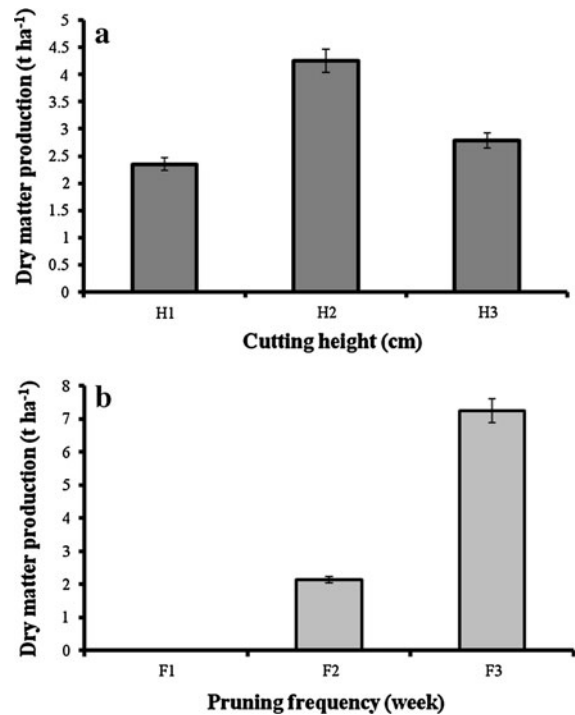 a
Dry matter production (t ha⁻¹)
5
4.5
4
3.5
3
2.5
2
1.5
1
0.5
0
H1 H2 H3
Cutting height (cm)
b
Dry matter production (t ha⁻¹)
8
7
6
5
4
3
2
1
0
F1 F2 F3
Pruning frequency (week)